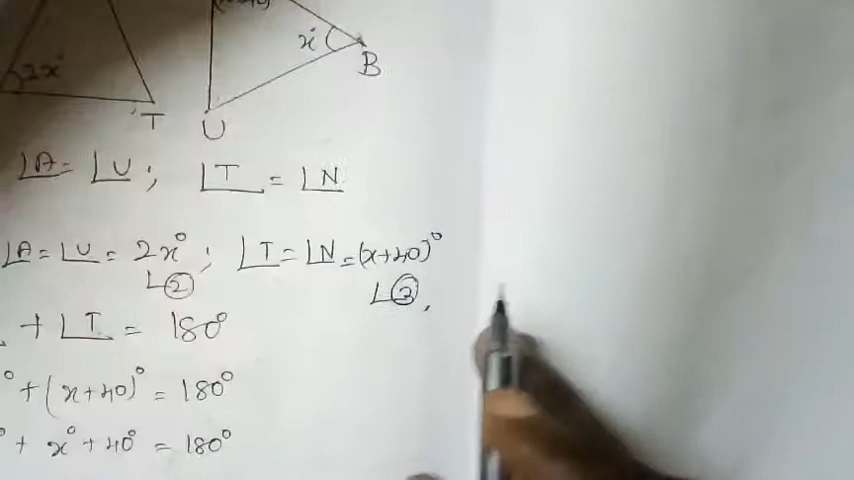 2x°
x°
B
T
U
∠A = ∠U ; ∠T = ∠N
∠A = ∠U = 2x° ; ∠T = ∠N = (x+40)°
∠② ∠③,
+ ∠T = 180°
° + (x+40)° = 180°
° + x° + 40° = 180°